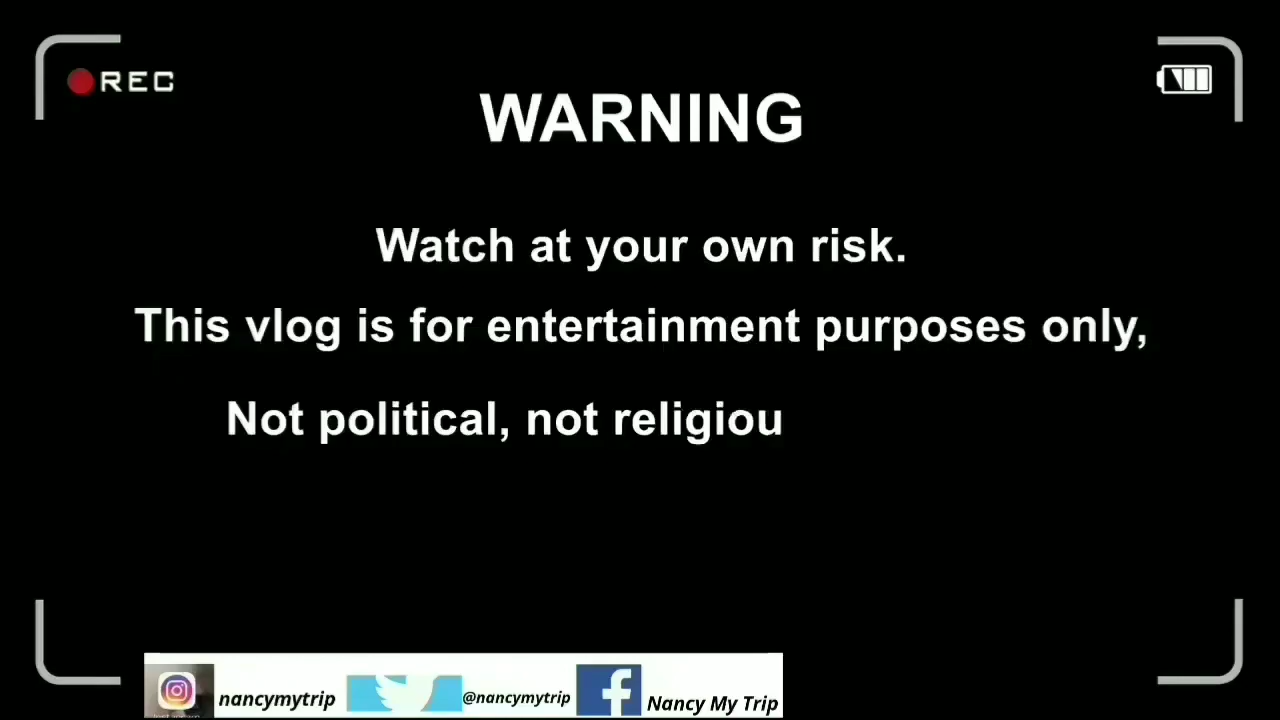 REC
WARNING
Watch at your own risk.
This vlog is for entertainment purposes only,
Not political, not religiou
nancymytrip @nancymytrip Nancy My Trip